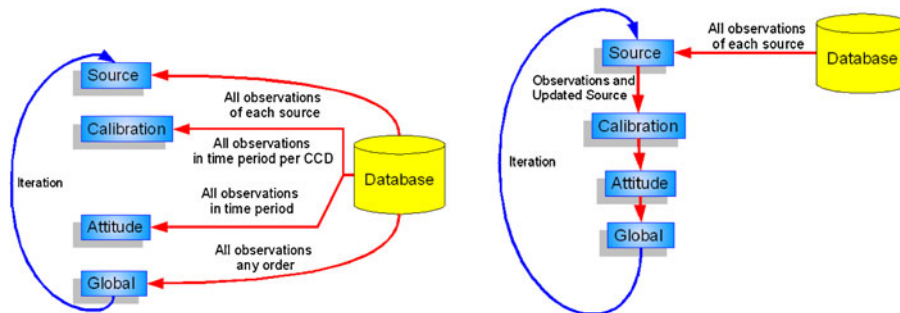 Source
All observations
of each source
Calibration
All observations
in time period per CCD
Iteration
Database
All observations
in time period
Attitude
All observations
any order
Global
All observations
of each source
Source
Database
Observations and
Updated Source
Calibration
Iteration
Attitude
Global